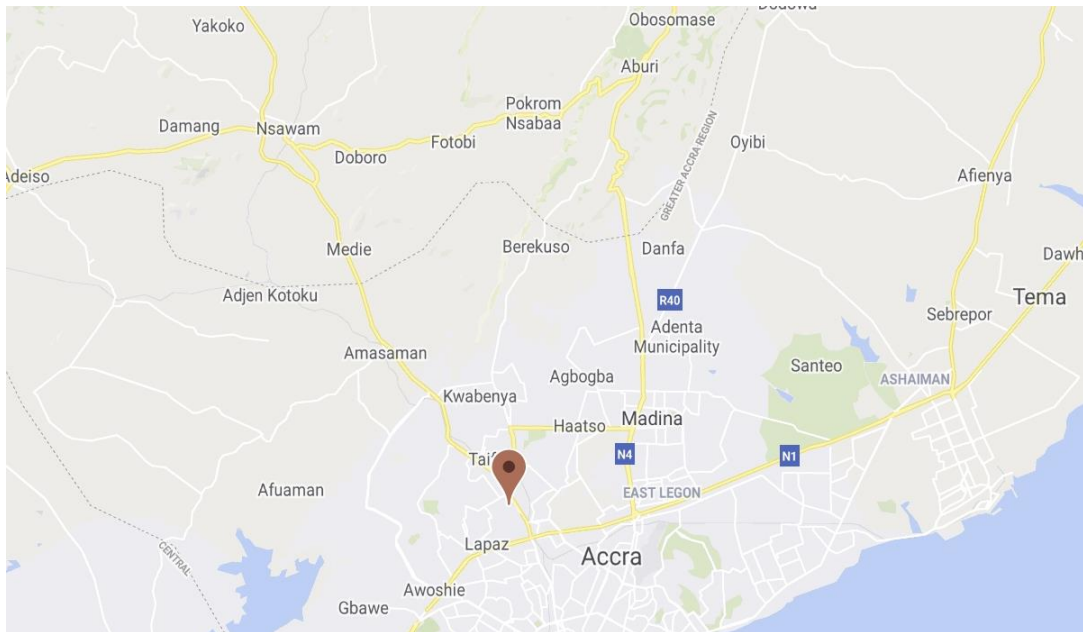 Dodowa
Obosomase
Yakoko
Aburi
Pokrom
Nsabaa
Damang
Nsawam
Fotobi
Oyibi
Doboro
Adeiso
GREATER ACCRA REGION
Afienya
Medie
Berekuso
Danfa
Dawh
Adjen Kotoku
R40
Tema
Sebrepor
Adenta
Municipality
Amasaman
Santeo
Agbogba
ASHAIMAN
Kwabenya
Haatso
Madina
N4
N1
Taif
Afuaman
EAST LEGON
Lapaz
Accra
CENTRAL
Awoshie
Gbawe